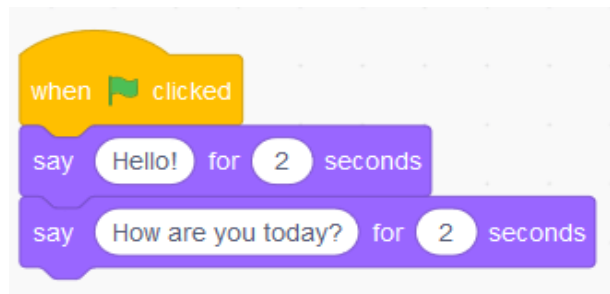 when clicked
say Hello! for 2 seconds
say How are you today? for 2 seconds